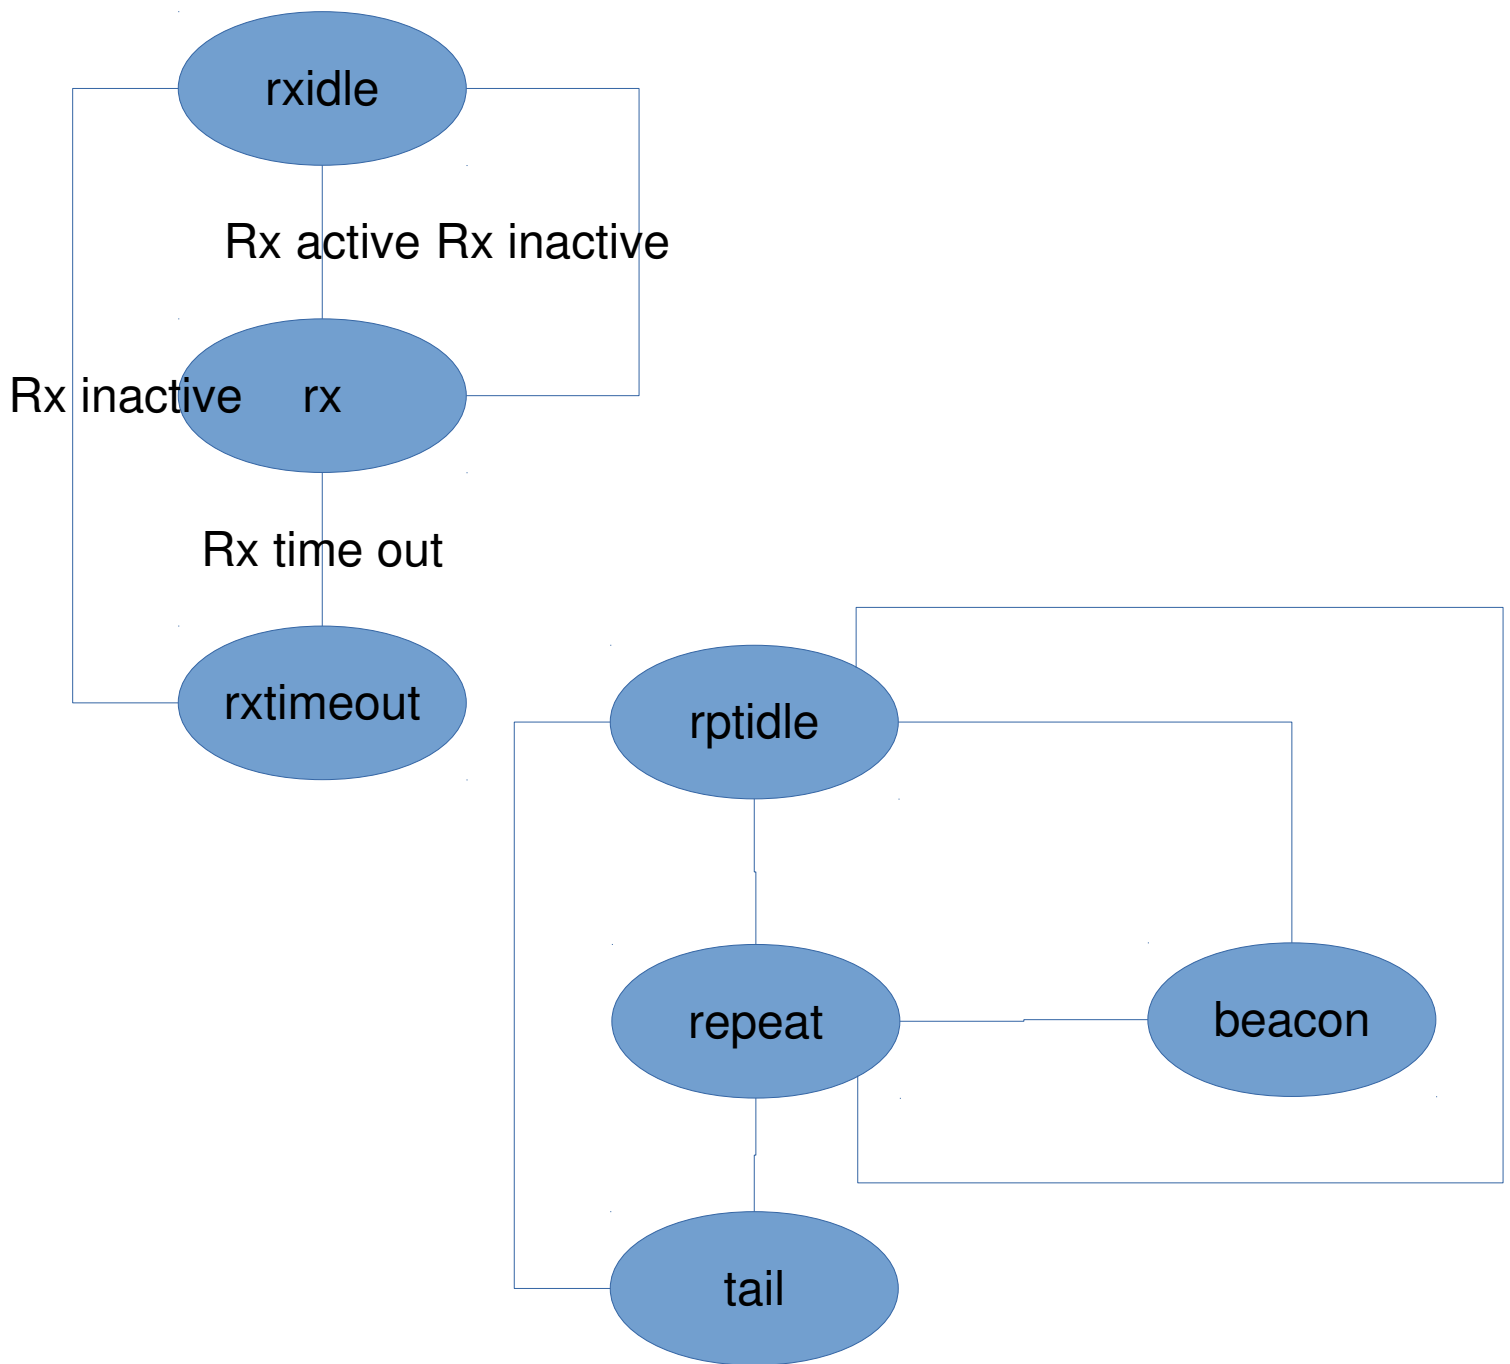 rxidle
Rx active
Rx inactive
Rx inactive
rx
Rx time out
rxtimeout
rptidle
repeat
beacon
tail